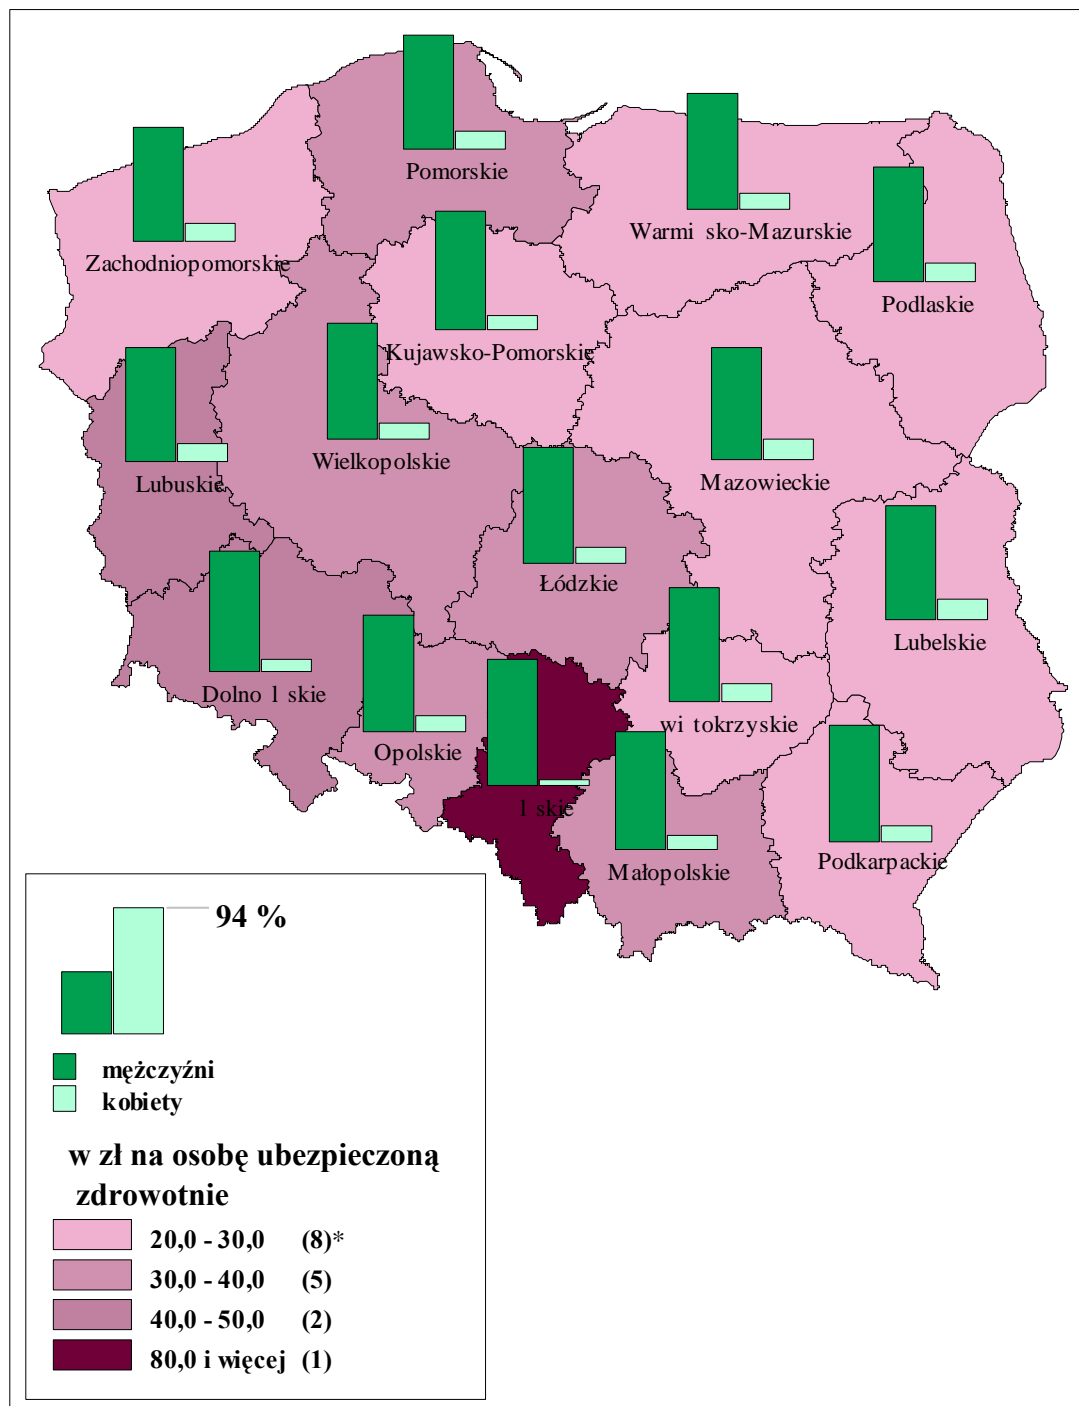 Pomorskie
Warmi sko-Mazurskie
Zachodniopomorskie
Podlaskie
Kujawsko-Pomorskie
Wielkopolskie
Mazowieckie
Lubuskie
Łódzkie
Lubelskie
Dolno l skie
wi tokrzyskie
Opolskie
l skie
Podkarpackie
Małopolskie
94 %
mężczyźni
kobiety
w zł na osobę ubezpieczoną
zdrowotnie
20,0 - 30,0 (8)*
30,0 - 40,0 (5)
40,0 - 50,0 (2)
80,0 i więcej (1)